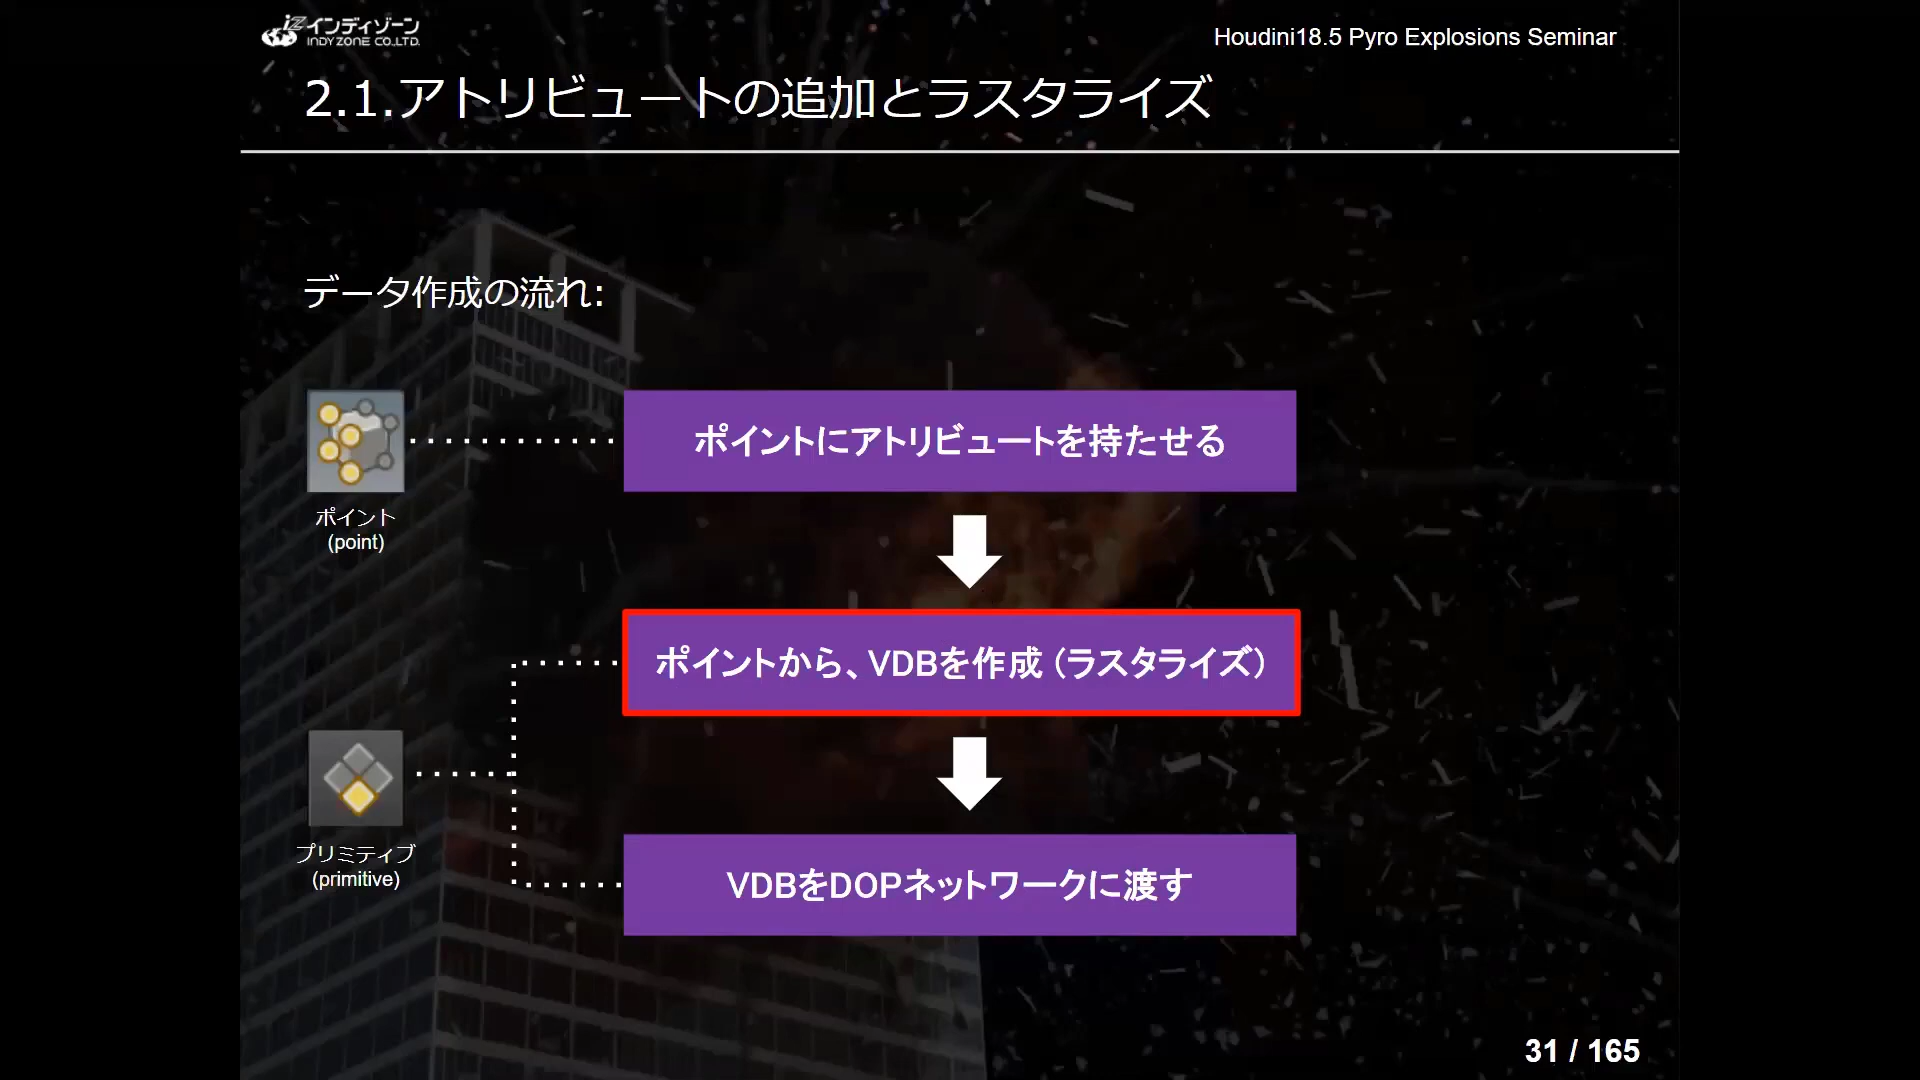 インディゾーン
INDYZONE CO.,LTD.
Houdini18.5 Pyro Explosions Seminar
2.1.アトリビュートの追加とラスタライズ
データ作成の流れ:
ポイントにアトリビュートを持たせる
ポイント
(point)
ポイントから、VDBを作成（ラスタライズ）
プリミティブ
(primitive)
VDBをDOPネットワークに渡す
31 / 165